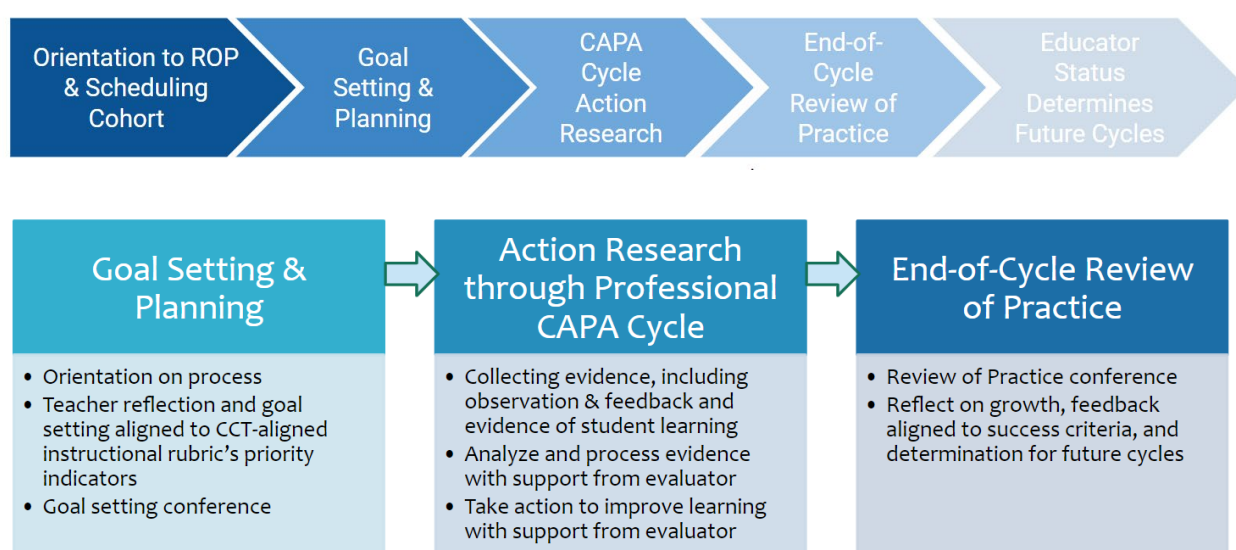 Orientation to ROP
& Scheduling
Cohort
Goal
Setting &
Planning
CAPA
Cycle
Action
Research
End-of-
Cycle
Review of
Practice
Educator
Status
Determines
Future Cycles
Goal Setting &
Planning
• Orientation on process
• Teacher reflection and goal
setting aligned to CCT-aligned
instructional rubric's priority
indicators
• Goal setting conference
Action Research
through Professional
CAPA Cycle
• Collecting evidence, including
observation & feedback and
evidence of student learning
• Analyze and process evidence
with support from evaluator
• Take action to improve learning
with support from evaluator
End-of-Cycle Review
of Practice
• Review of Practice conference
• Reflect on growth, feedback
aligned to success criteria, and
determination for future cycles